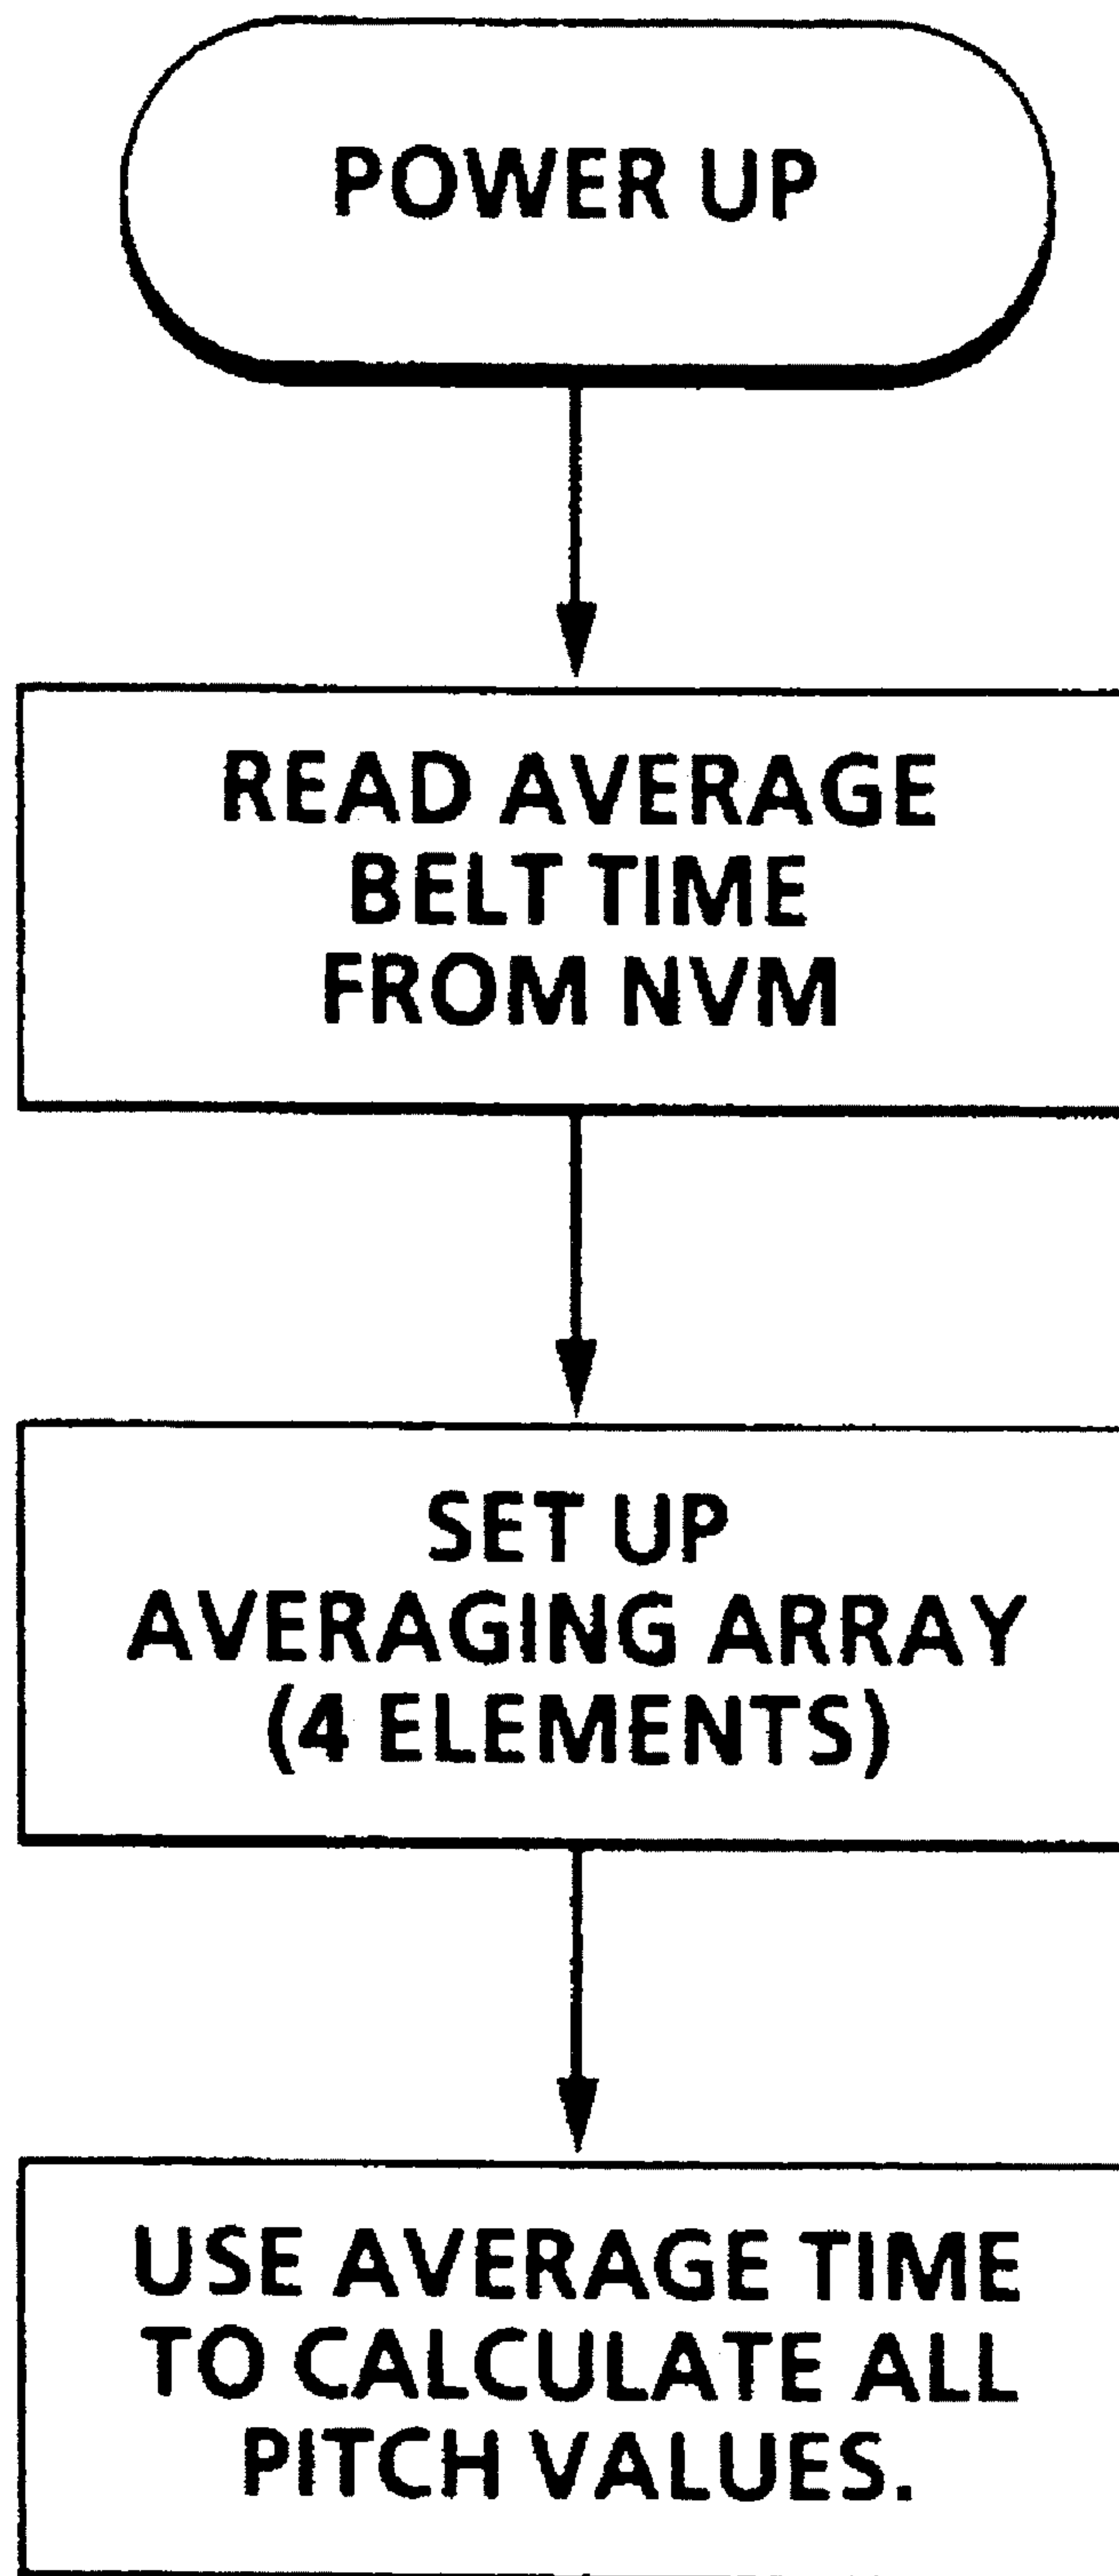 POWER UP
READ AVERAGE
BELT TIME
FROM NVM
SET UP
AVERAGING ARRAY
(4 ELEMENTS)
USE AVERAGE TIME
TO CALCULATE ALL
PITCH VALUES.